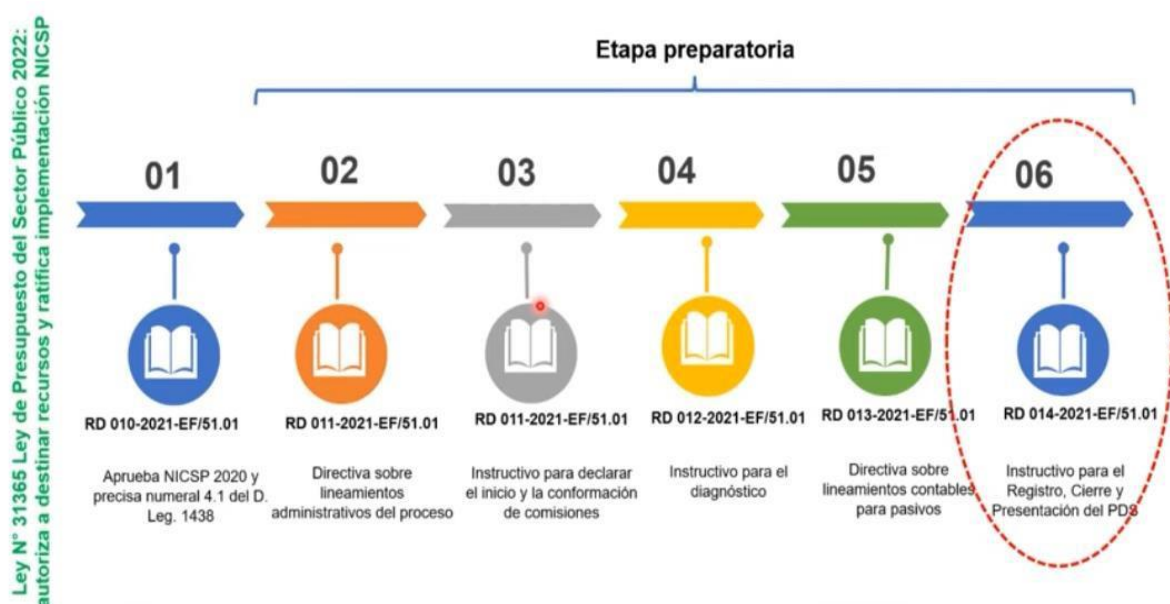 Ley N° 31365 Ley de Presupuesto del Sector Público 2022:
autoriza a destinar recursos y ratifica implementación NICSP
Etapa preparatoria
01
02
03
04
05
06
RD 010-2021-EF/51.01
RD 011-2021-EF/51.01
RD 011-2021-EF/51.01
RD 012-2021-EF/51.01
RD 013-2021-EF/51.01
RD 014-2021-EF/51.01
Aprueba NICSP 2020 y
precisa numeral 4.1 del D.
Leg. 1438
Directiva sobre
lineamientos
administrativos del proceso
Instructivo para declarar
el inicio y la conformación
de comisiones
Instructivo para el
diagnóstico
Directiva sobre
lineamientos contables
para pasivos
Instructivo para el
Registro, Cierre y
Presentación del PDS